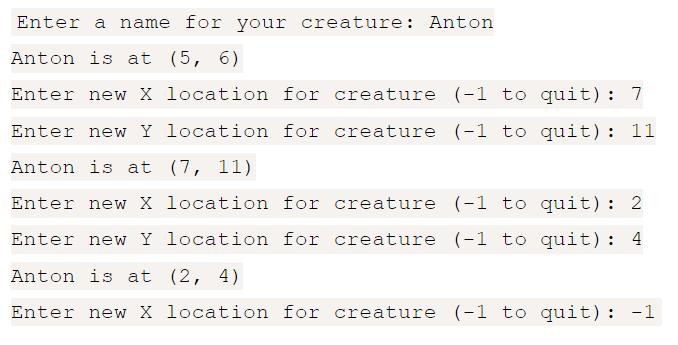 Enter a name for your creature: Anton
Anton is at (5, 6)
Enter new X location for creature (-1 to quit): 7
Enter new Y location for creature (-1 to quit): 11
Anton is at (7, 11)
Enter new X location for creature (-1 to quit): 2
Enter new Y location for creature (-1 to quit): 4
Anton is at (2, 4)
Enter new X location for creature (-1 to quit): -1